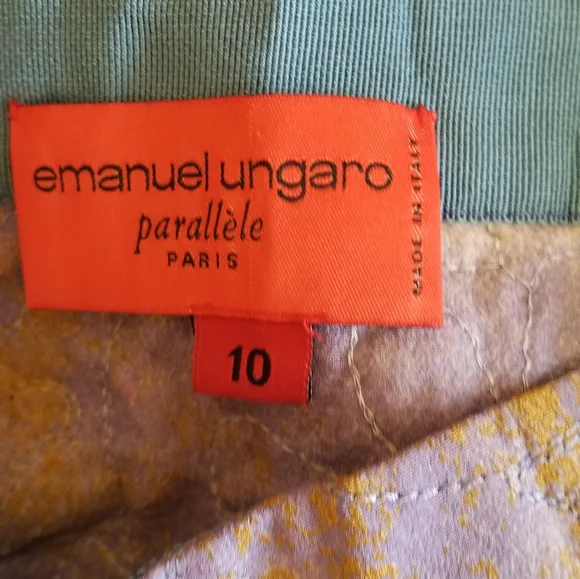 emanuel ungaro
parallèle
PARIS
MADE IN ITALY
10